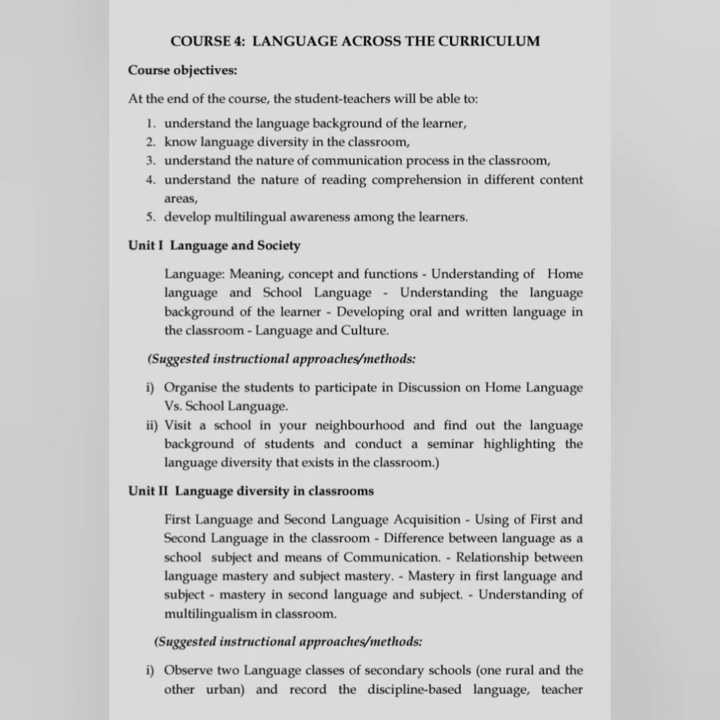 COURSE 4: LANGUAGE ACROSS THE CURRICULUM
Course objectives:
At the end of the course, the student-teachers will be able to:
1. understand the language background of the learner,
2. know language diversity in the classroom,
3. understand the nature of communication process in the classroom,
4. understand the nature of reading comprehension in different content
areas,
5. develop multilingual awareness among the learners.
Unit I Language and Society
Language: Meaning, concept and functions - Understanding of Home
language and School Language - Understanding the language
background of the learner - Developing oral and written language in
the classroom - Language and Culture.
(Suggested instructional approaches/methods:
i) Organise the students to participate in Discussion on Home Language
Vs. School Language.
ii) Visit a school in your neighbourhood and find out the language
background of students and conduct a seminar highlighting the
language diversity that exists in the classroom.)
Unit II Language diversity in classrooms
First Language and Second Language Acquisition - Using of First and
Second Language in the classroom - Difference between language as a
school subject and means of Communication. - Relationship between
language mastery and subject mastery. - Mastery in first language and
subject - mastery in second language and subject. - Understanding of
multilingualism in classroom.
(Suggested instructional approaches/methods:
i) Observe two Language classes of secondary schools (one rural and the
other urban) and record the discipline-based language, teacher